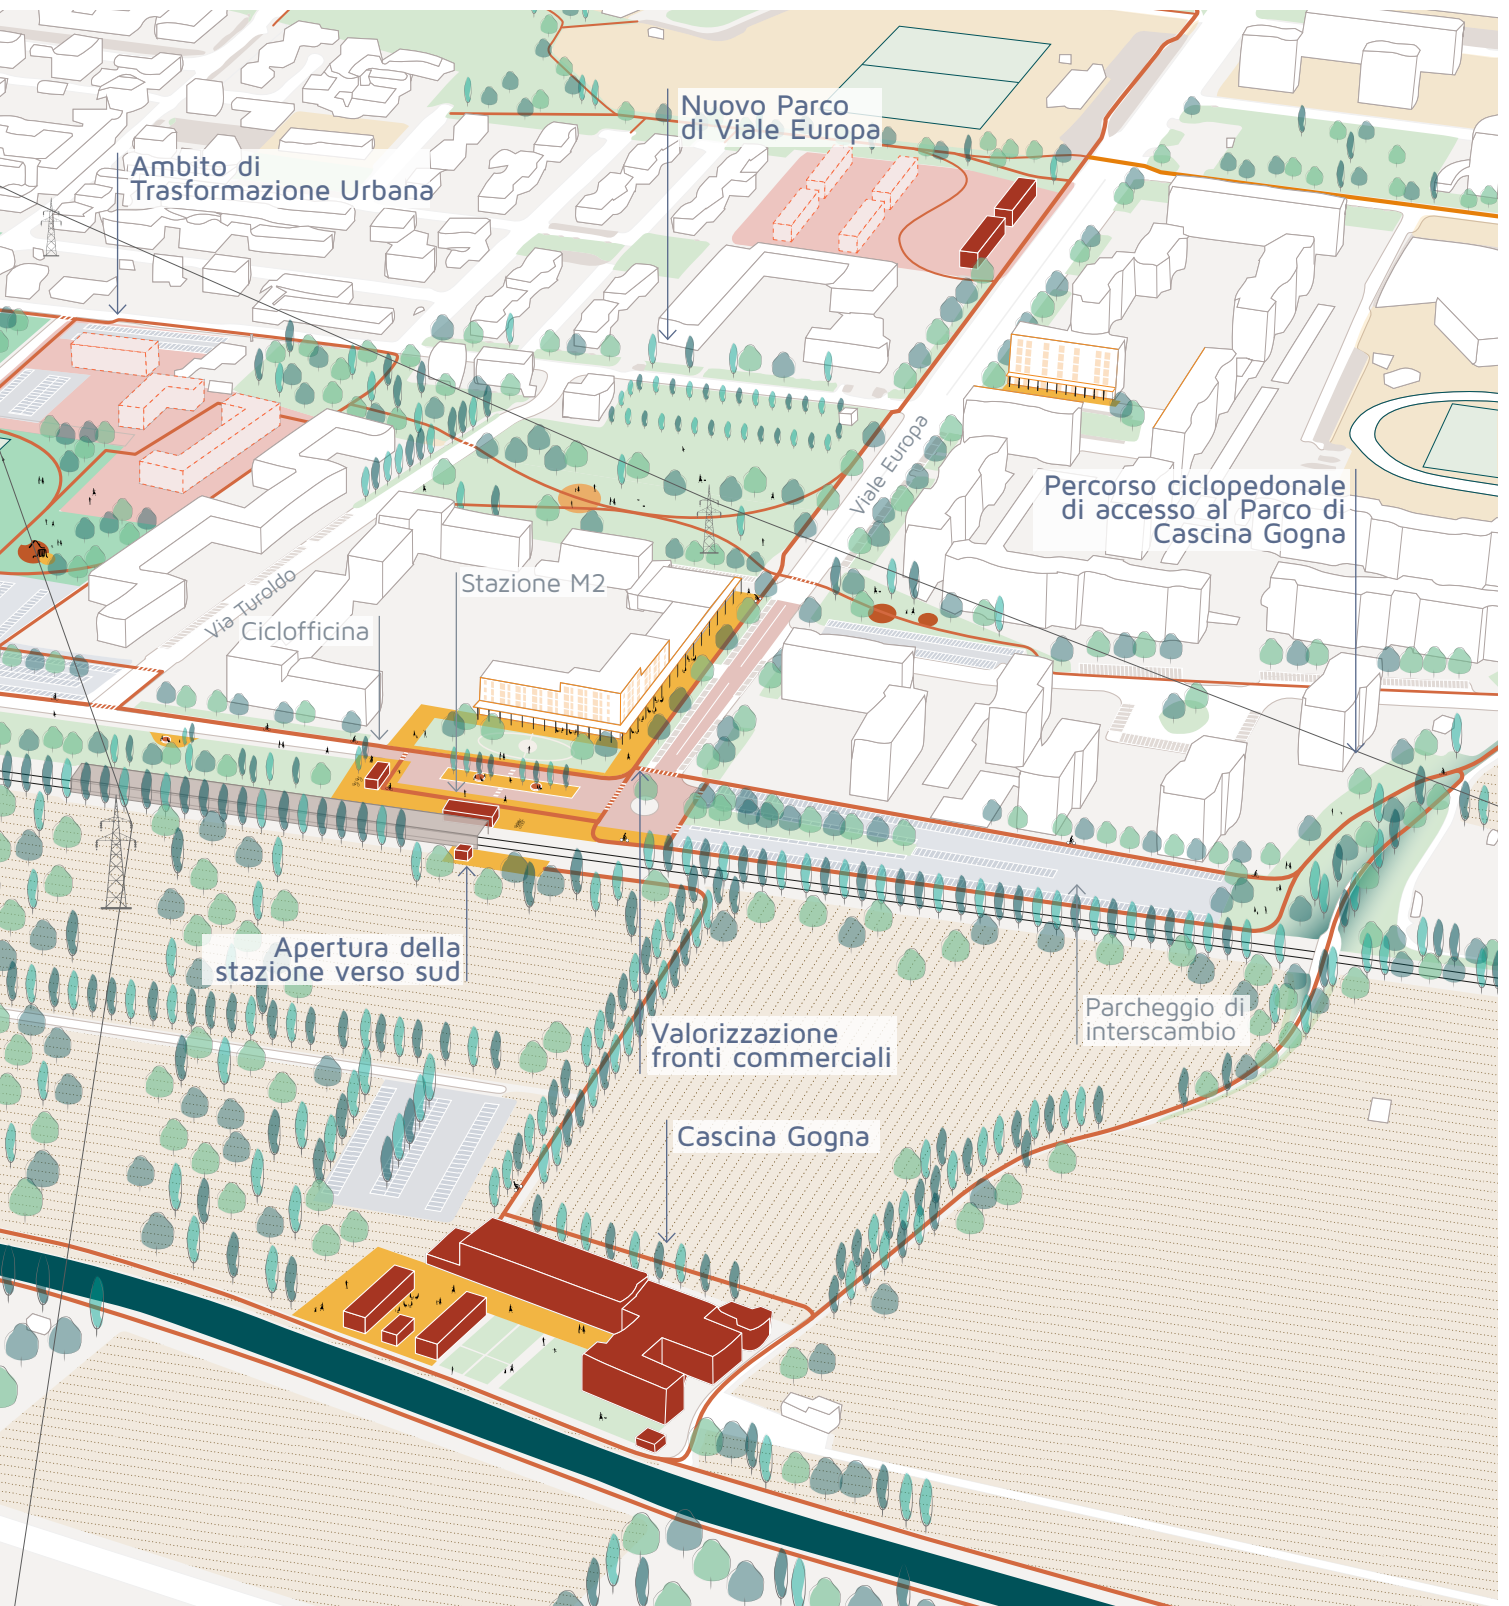 Nuovo Parco
di Viale Europa
Ambito di
Trasformazione Urbana
Viale Europa
Percorso ciclopedonale
di accesso al Parco di
Cascina Gogna
Stazione M2
Via Turoldo
Ciclofficina
Apertura della
stazione verso sud
Parcheggio di
interscambio
Valorizzazione
fronti commerciali
Cascina Gogna